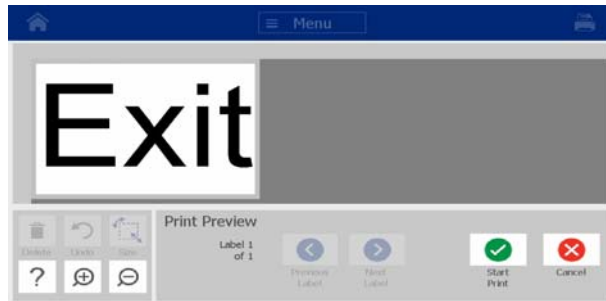 ≡ Menu
Exit
Print Preview
Label 1
of 1
Delete
Undo
Size
Previous
Label
Next
Label
Start
Print
Cancel
?